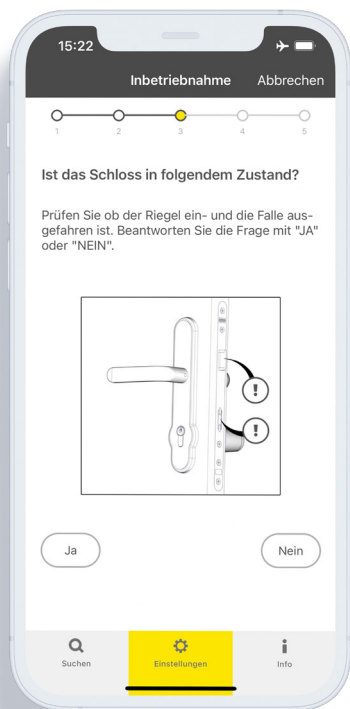 15:22
Inbetriebnahme Abbrechen
1 2 3 4 5
Ist das Schloss in folgendem Zustand?
Prüfen Sie ob der Riegel ein- und die Falle aus-
gefahren ist. Beantworten Sie die Frage mit "JA"
oder "NEIN".
!
!
Ja Nein
Suchen Einstellungen Info